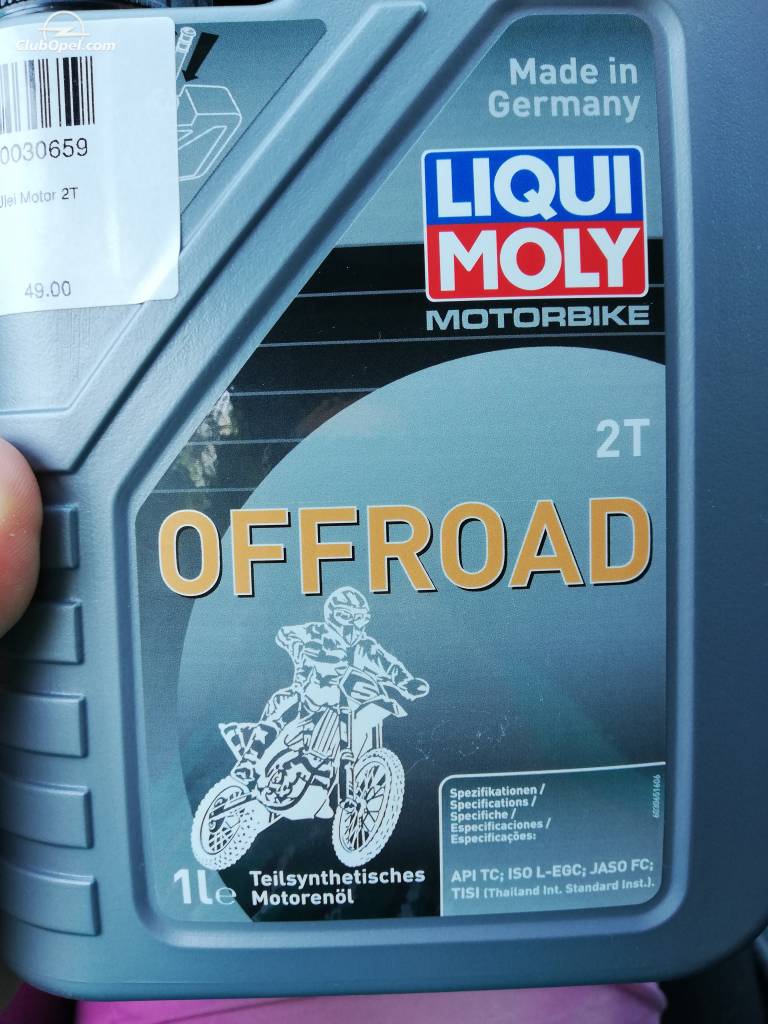 ClubOpel.com
0030659
Ulei Motor 2T
49.00
Made in
Germany
LIQUI
MOLY
MOTORBIKE
2T
OFFROAD
Spezifikationen /
Specifications /
Specifiche /
Especificaciones /
Especificações:
API TC; ISO L-EGC; JASO FC;
TISI (Thailand Int. Standard Inst.).
1L e
Teilsynthetisches
Motorenöl